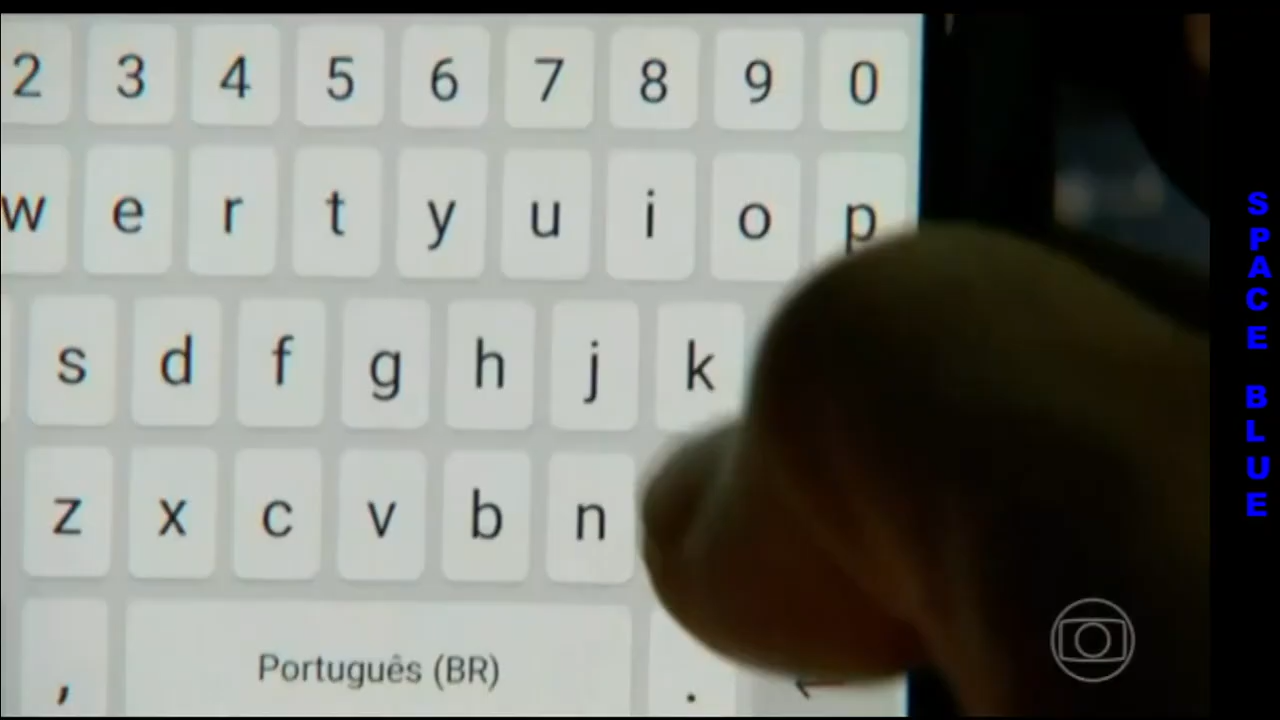 2 3 4 5 6 7 8 9 0
w e r t y u i o p
s d f g h j k
z x c v b n
, Português (BR) .
SPACE BLUE